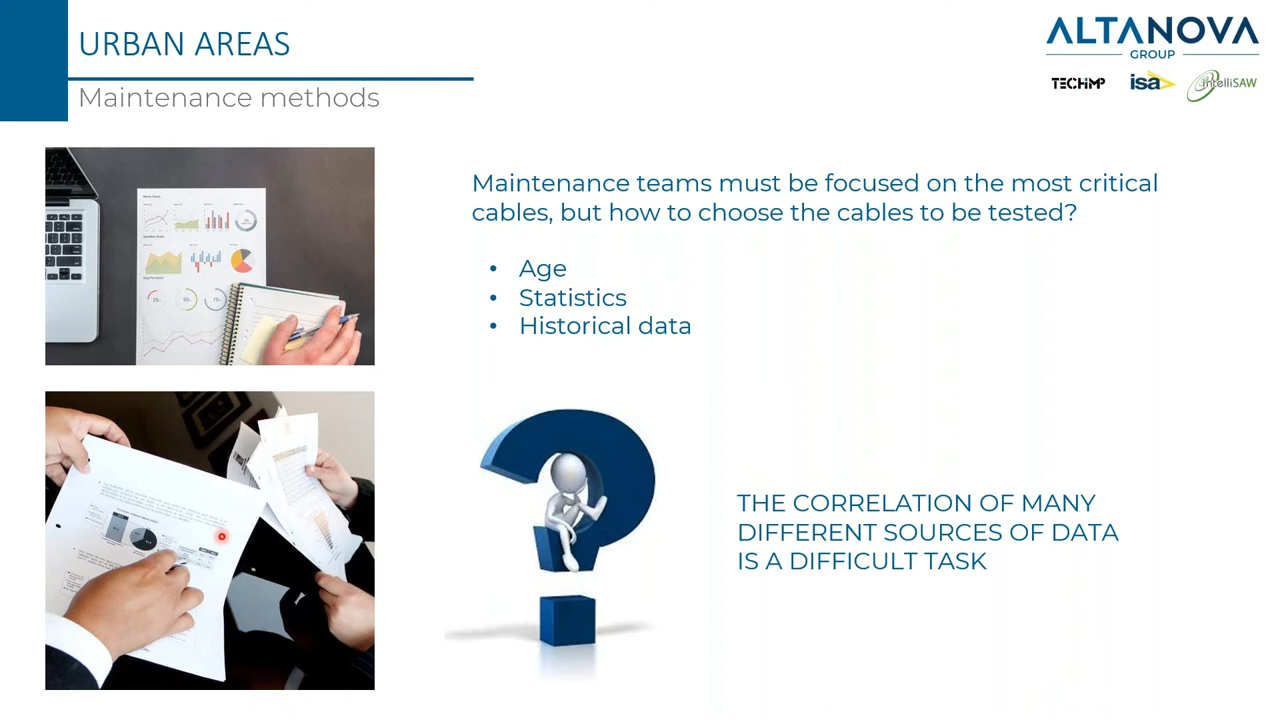 URBAN AREAS
Maintenance methods
ALTANOVA
GROUP
TECHIMP
isa
intelliSAW
Maintenance teams must be focused on the most critical
cables, but how to choose the cables to be tested?
• Age
• Statistics
• Historical data
THE CORRELATION OF MANY
DIFFERENT SOURCES OF DATA
IS A DIFFICULT TASK